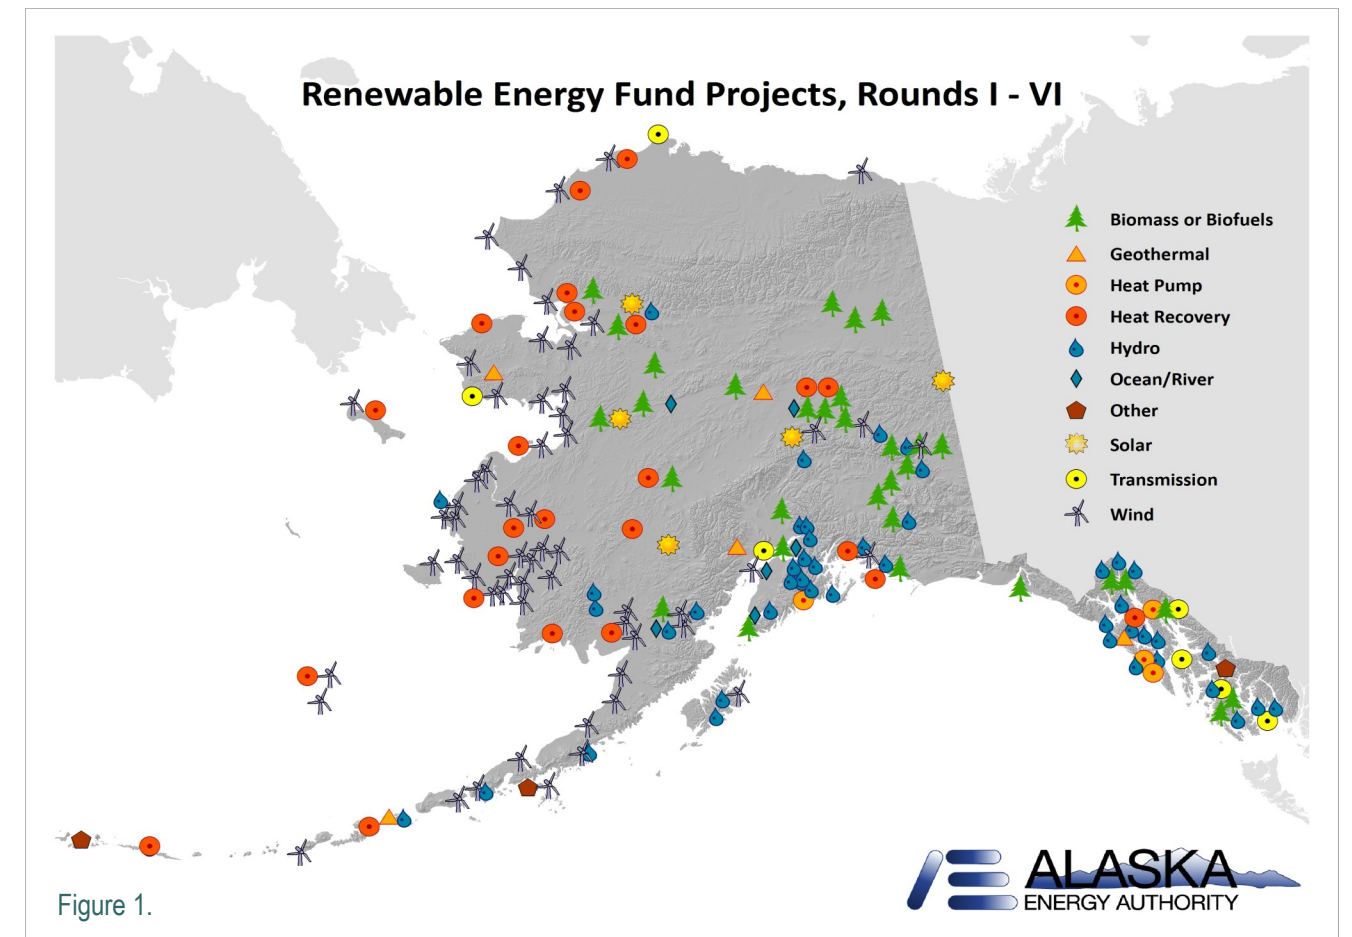 Renewable Energy Fund Projects, Rounds I - VI
Biomass or Biofuels
Geothermal
Heat Pump
Heat Recovery
Hydro
Ocean/River
Other
Solar
Transmission
Wind
ALASKA
ENERGY AUTHORITY
Figure 1.